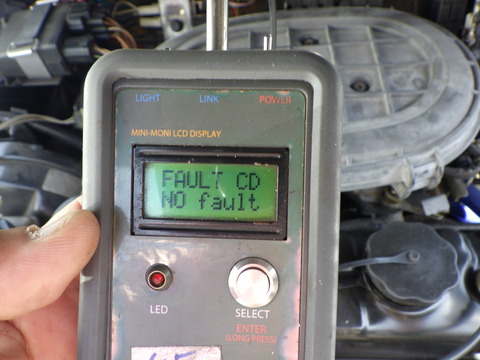 LIGHT LINK POWER
MINI-MONI LCD DISPLAY
FAULT CD
NO fault
LED
SELECT
ENTER
(LONG PRESS)